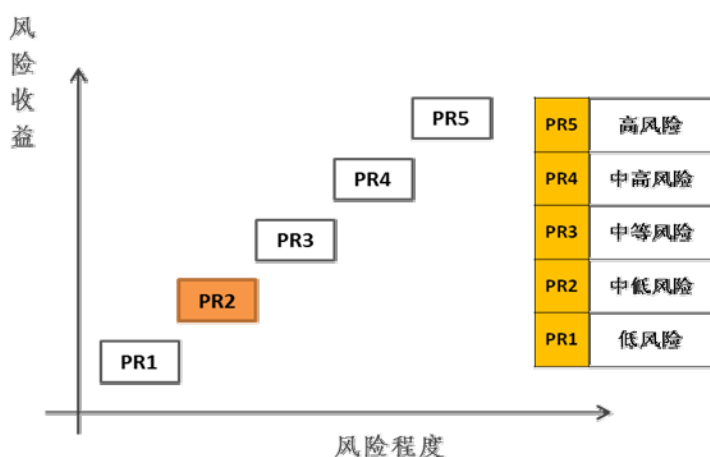 风
险
收
益
PR5
PR4
PR3
PR2
PR1
风险程度
PR5 高风险
PR4 中高风险
PR3 中等风险
PR2 中低风险
PR1 低风险